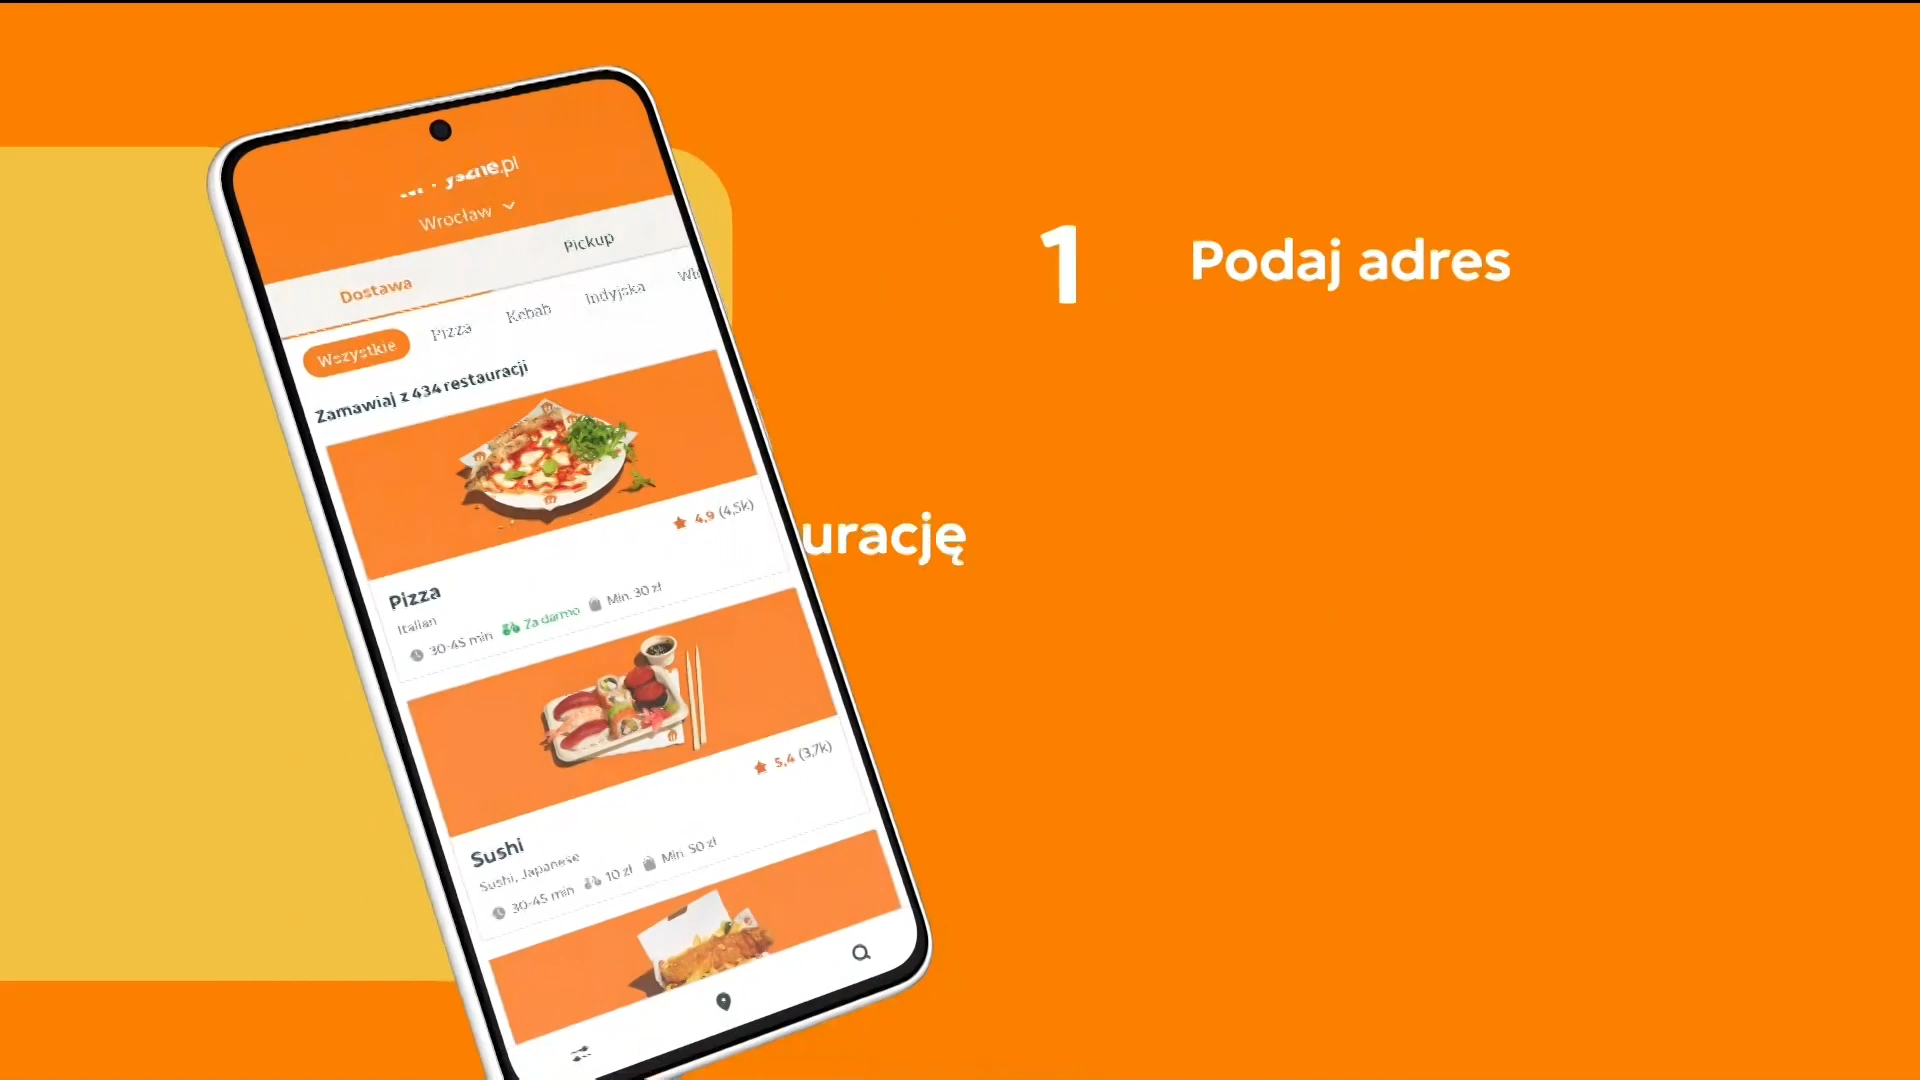 1 Podaj adres
urację
Wrocław
Dostawa
Pickup
Wszystkie
Pizza
Kebab
Indyjska
Zamawiaj z 434 restauracji
4,9 (4,5k)
Pizza
Italian
30-45 min Za darmo Min. 30 zł
5,4 (3,7k)
Sushi
Sushi, Japanese
30-45 min 10 zł Min. 50 zł